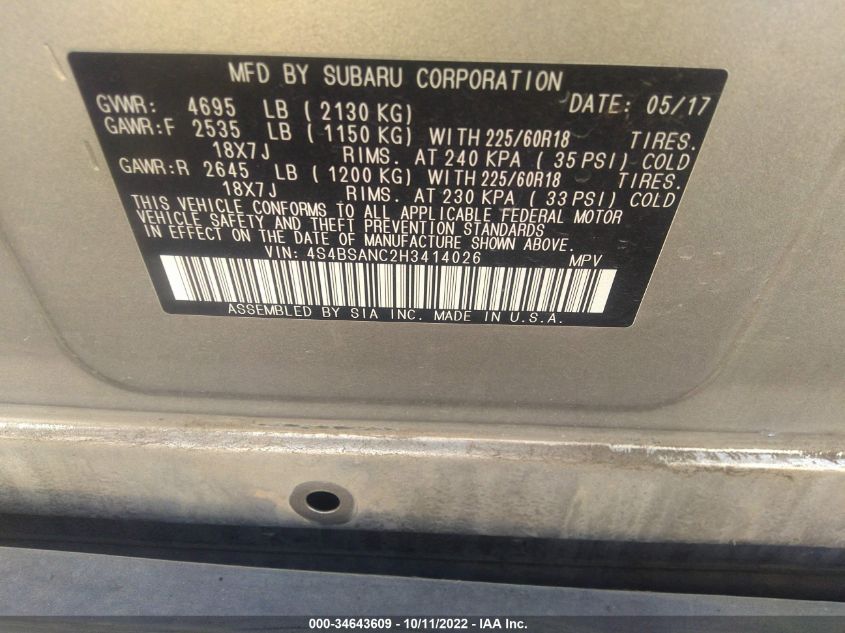 MFD BY SUBARU CORPORATION
GVWR: 4695 LB ( 2130 KG) DATE: 05/17
GAWR:F 2535 LB ( 1150 KG) WITH 225/60R18 TIRES.
18X7J RIMS. AT 240 KPA ( 35 PSI) COLD
GAWR:R 2645 LB ( 1200 KG) WITH 225/60R18 TIRES.
18X7J RIMS. AT 230 KPA ( 33 PSI) COLD
THIS VEHICLE CONFORMS TO ALL APPLICABLE FEDERAL MOTOR
VEHICLE SAFETY AND THEFT PREVENTION STANDARDS
IN EFFECT ON THE DATE OF MANUFACTURE SHOWN ABOVE.
VIN: 4S4BSANC2H3414026 MPV
ASSEMBLED BY SIA INC. MADE IN U.S.A.
000-34643609 - 10/11/2022 - IAA Inc.